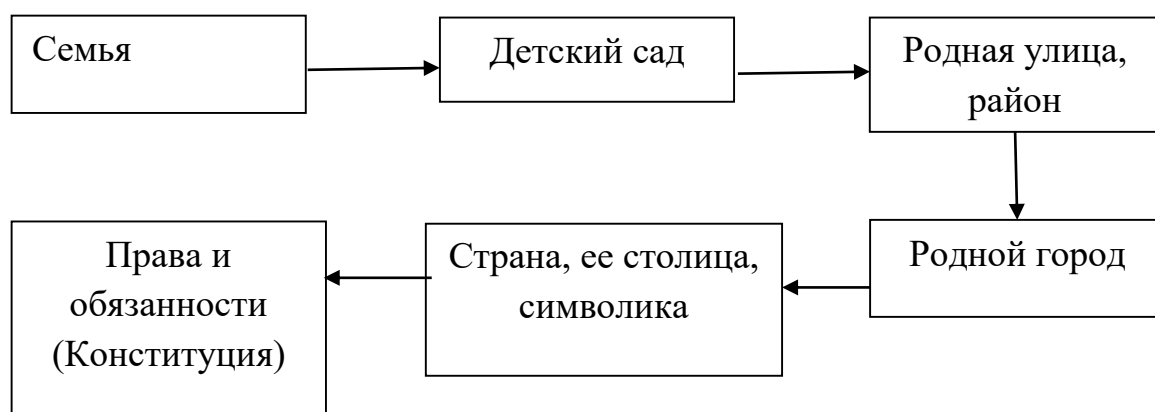 Семья
Детский сад
Родная улица,
район
Родной город
Страна, ее столица,
символика
Права и
обязанности
(Конституция)